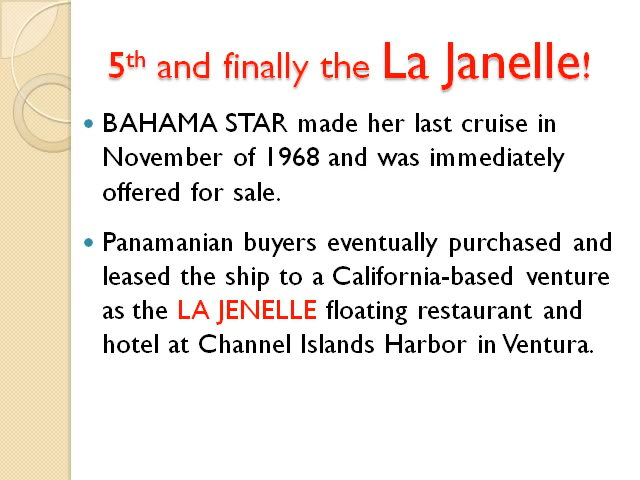 5th and finally the La Janelle!
• BAHAMA STAR made her last cruise in
November of 1968 and was immediately
offered for sale.
• Panamanian buyers eventually purchased and
leased the ship to a California-based venture
as the LA JENELLE floating restaurant and
hotel at Channel Islands Harbor in Ventura.